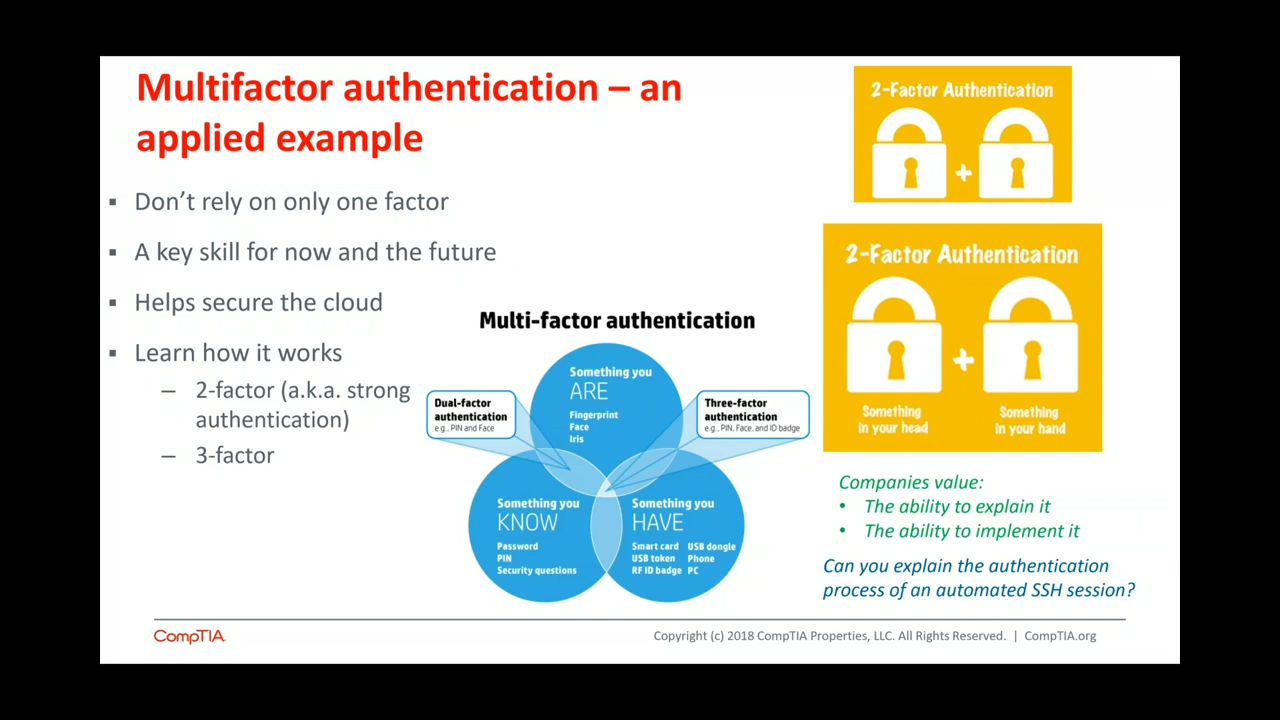 Multifactor authentication – an
applied example
▪ Don't rely on only one factor
▪ A key skill for now and the future
▪ Helps secure the cloud
▪ Learn how it works
– 2-factor (a.k.a. strong
authentication)
– 3-factor
Multi-factor authentication
Something you
ARE
Fingerprint
Face
Iris
Dual-factor
authentication
e.g., PIN and Face
Three-factor
authentication
e.g., PIN, Face, and ID badge
Something you
KNOW
Password
PIN
Security questions
Something you
HAVE
Smart card USB dongle
USB token Phone
RF ID badge PC
2-Factor Authentication
+
2-Factor Authentication
+
Something
in your head
Something
in your hand
Companies value:
• The ability to explain it
• The ability to implement it
Can you explain the authentication
process of an automated SSH session?
CompTIA.
Copyright (c) 2018 CompTIA Properties, LLC. All Rights Reserved. | CompTIA.org